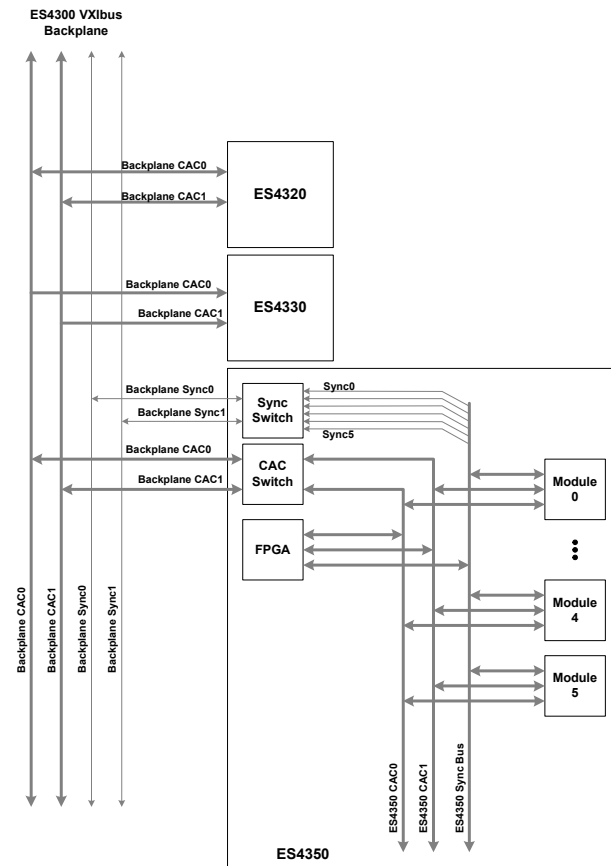 ES4300 VXIbus
Backplane
Backplane CAC0
Backplane CAC1
ES4320
Backplane CAC0
Backplane CAC1
ES4330
Backplane Sync0
Backplane Sync1
Sync
Switch
Sync0
Sync5
Backplane CAC0
Backplane CAC1
CAC
Switch
FPGA
Module
0
Module
4
Module
5
Backplane CAC0
Backplane CAC1
Backplane Sync0
Backplane Sync1
ES4350 CAC0
ES4350 CAC1
ES4350 Sync Bus
ES4350